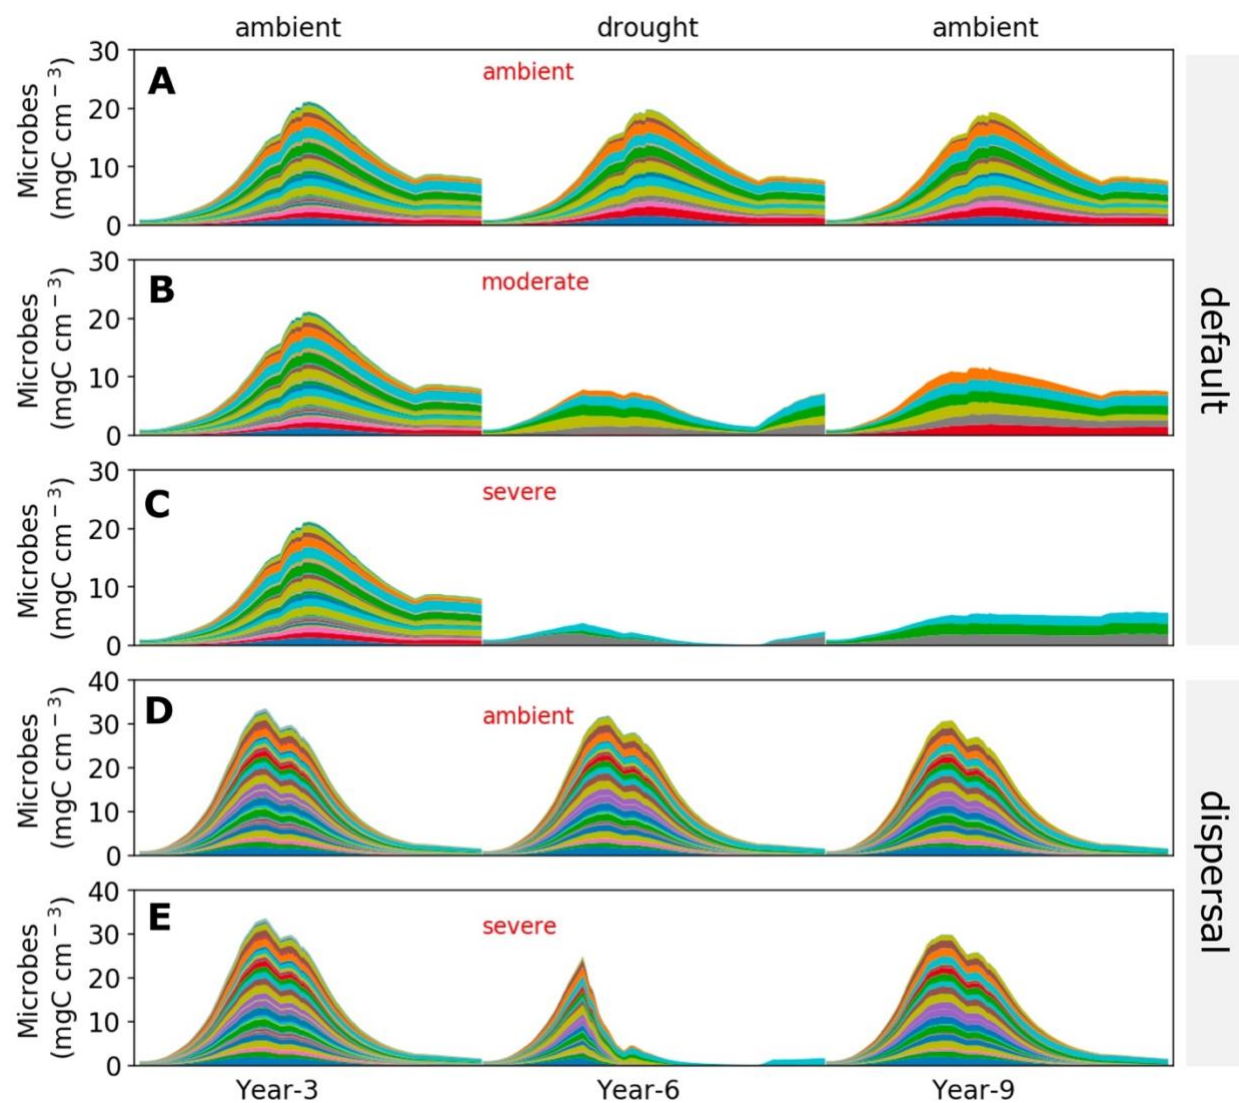 ambient drought ambient
30
20
10
0
Microbes
(mgC cm⁻³)
A
ambient
30
20
10
0
Microbes
(mgC cm⁻³)
B
moderate
30
20
10
0
Microbes
(mgC cm⁻³)
C
severe
default
40
30
20
10
0
Microbes
(mgC cm⁻³)
D
ambient
40
30
20
10
0
Microbes
(mgC cm⁻³)
E
severe
dispersal
Year-3 Year-6 Year-9